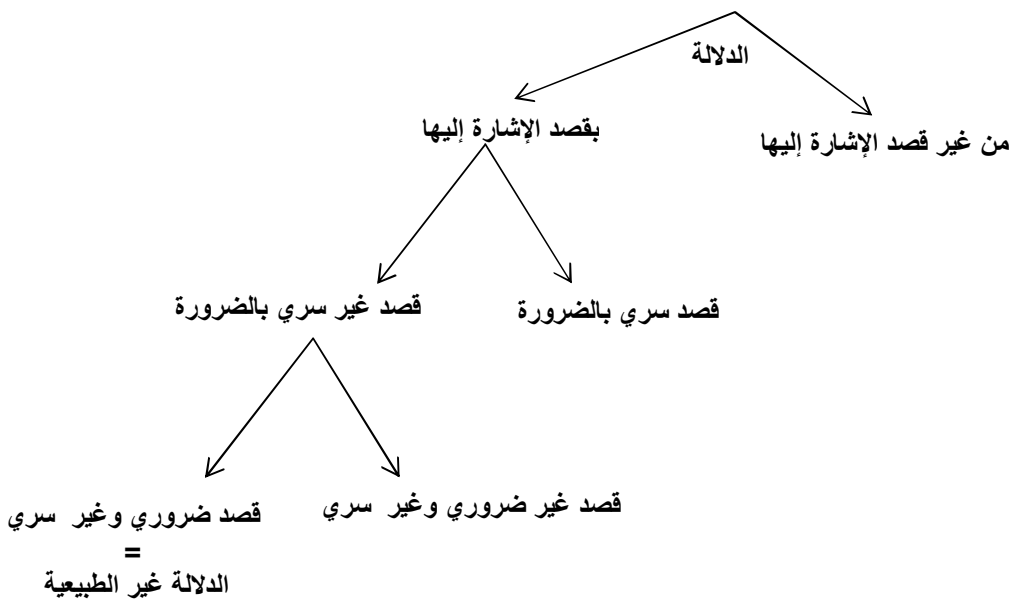 الدلالة
من غير قصد الإشارة إليها
بقصد الإشارة إليها
قصد سري بالضرورة
قصد غير سري بالضرورة
قصد غير ضروري وغير سري
قصد ضروري وغير سري
=
الدلالة غير الطبيعية